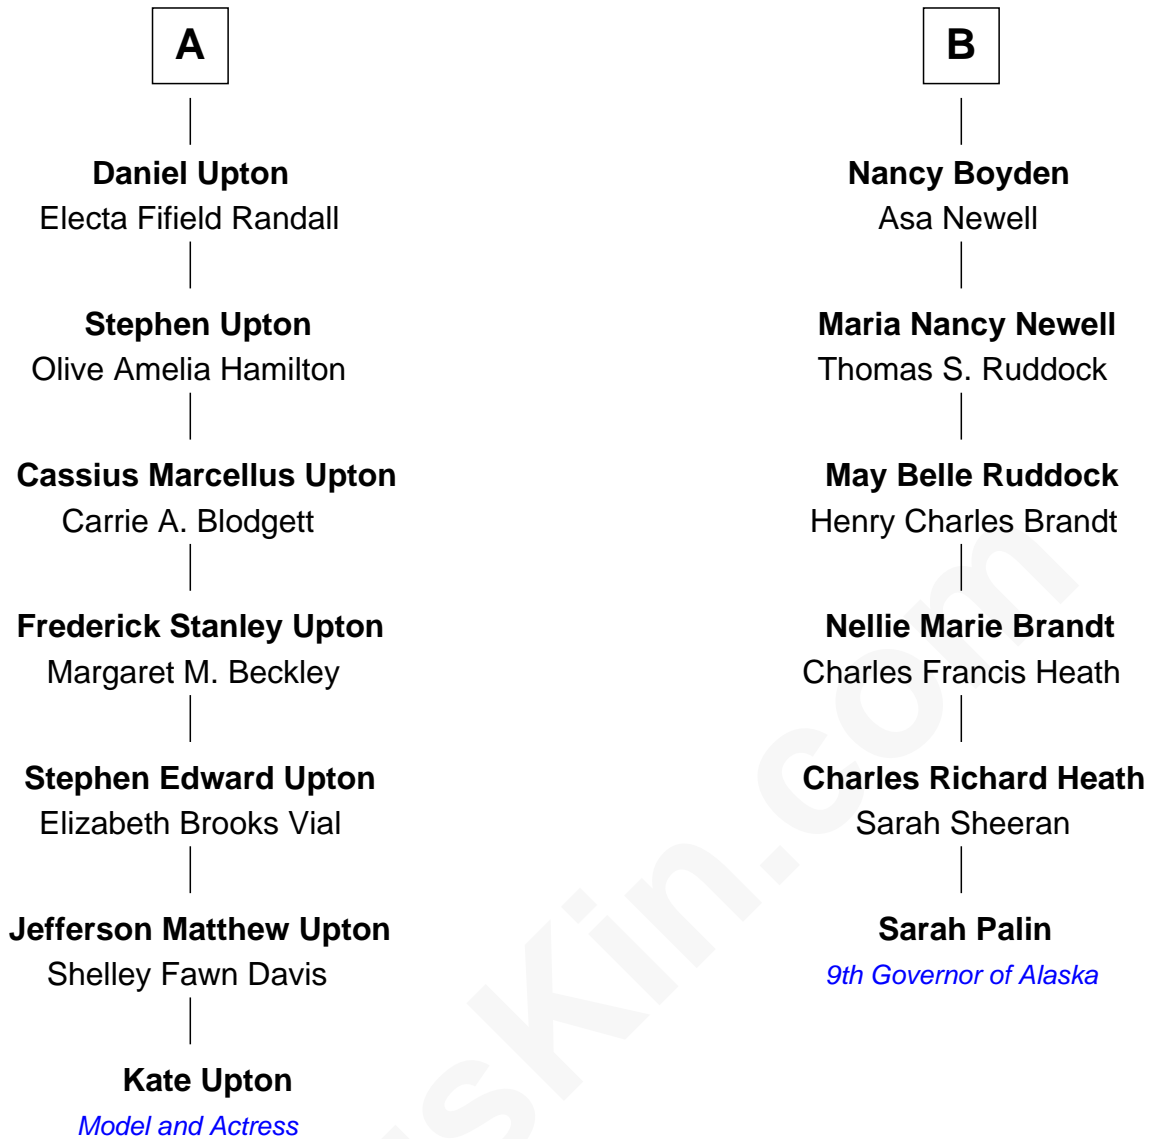 A
Daniel Upton
Electa Fifield Randall
Stephen Upton
Olive Amelia Hamilton
Cassius Marcellus Upton
Carrie A. Blodgett
Frederick Stanley Upton
Margaret M. Beckley
Stephen Edward Upton
Elizabeth Brooks Vial
Jefferson Matthew Upton
Shelley Fawn Davis
Kate Upton
Model and Actress
B
Nancy Boyden
Asa Newell
Maria Nancy Newell
Thomas S. Ruddock
May Belle Ruddock
Henry Charles Brandt
Nellie Marie Brandt
Charles Francis Heath
Charles Richard Heath
Sarah Sheeran
Sarah Palin
9th Governor of Alaska
usKin.com